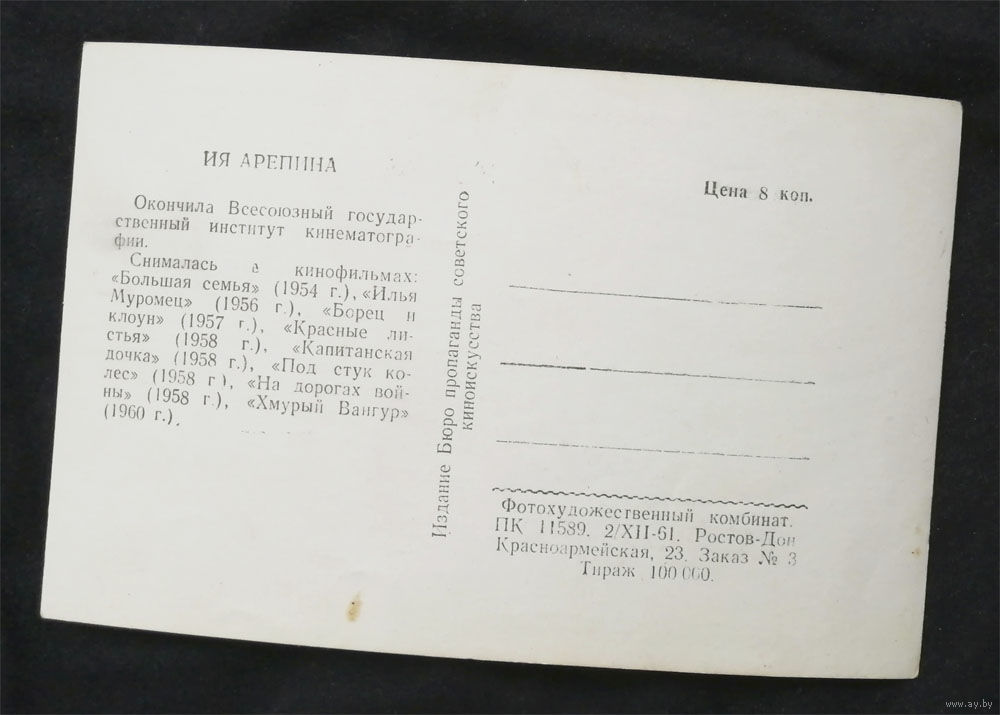 ИЯ АРЕПИНА
Окончила Всесоюзный государ-
ственный институт кинематогра-
фии.
Снималась в кинофильмах:
«Большая семья» (1954 г.), «Илья
Муромец» (1956 г.), «Борец и
клоун» (1957 г.), «Красные ли-
стья» (1958 г.), «Капитанская
дочка» (1958 г.), «Под стук ко-
лес» (1958 г), «На дорогах вой-
ны» (1958 г.), «Хмурый Вангур»
(1960 г.).
Издание Бюро пропаганды советского
киноискусства
Цена 8 коп.
Фотохудожественный комбинат.
ПК 11589. 2/XII-61. Ростов-Дон
Красноармейская, 23. Заказ № 3
Тираж 100 000.
www.ay.by